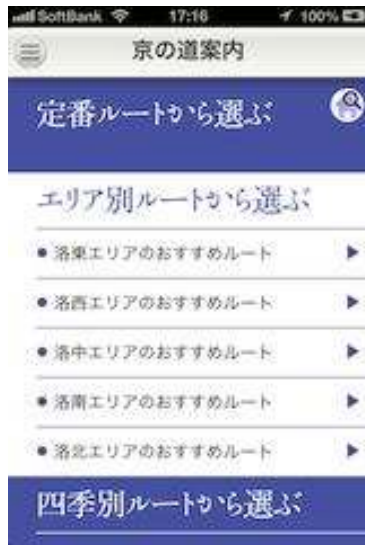 SoftBank 17:16 100%
京の道案内
定番ルートから選ぶ
エリア別ルートから選ぶ
● 洛東エリアのおすすめルート
● 洛西エリアのおすすめルート
● 洛中エリアのおすすめルート
● 洛南エリアのおすすめルート
● 洛北エリアのおすすめルート
四季別ルートから選ぶ